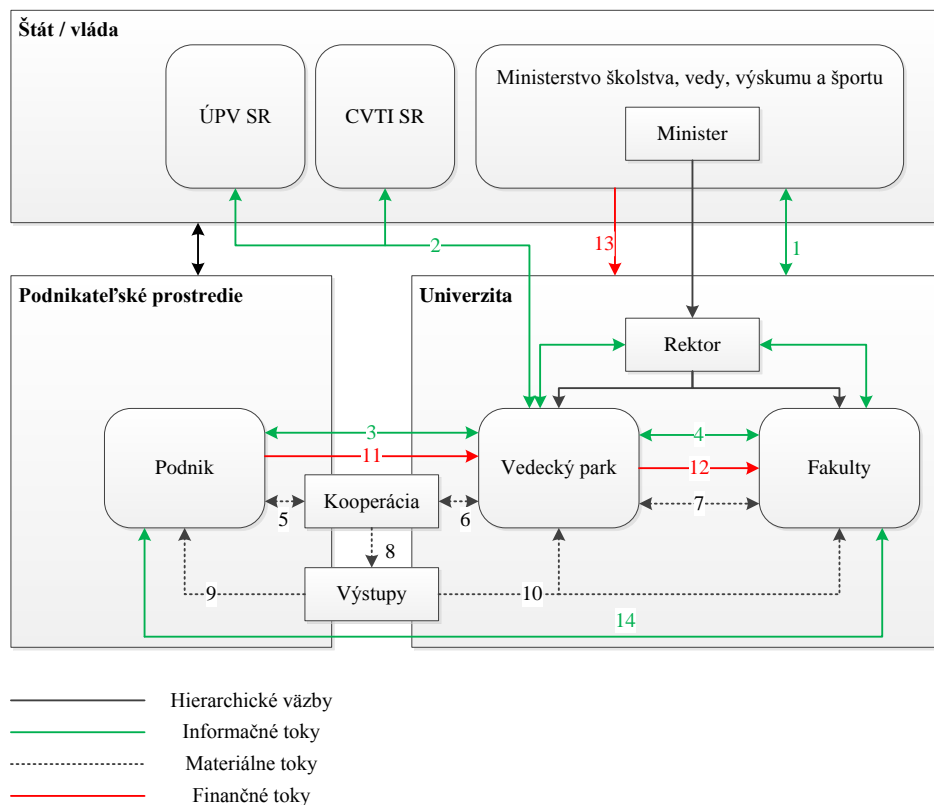 Štát / vláda
Ministerstvo školstva, vedy, výskumu a športu
ÚPV SR
CVTI SR
Minister
2
13
1
Podnikateľské prostredie
Univerzita
Rektor
3
4
Podnik
11
Vedecký park
12
Fakulty
Kooperácia
5
6
7
8
Výstupy
9
10
14
Hierarchické väzby
Informačné toky
Materiálne toky
Finančné toky